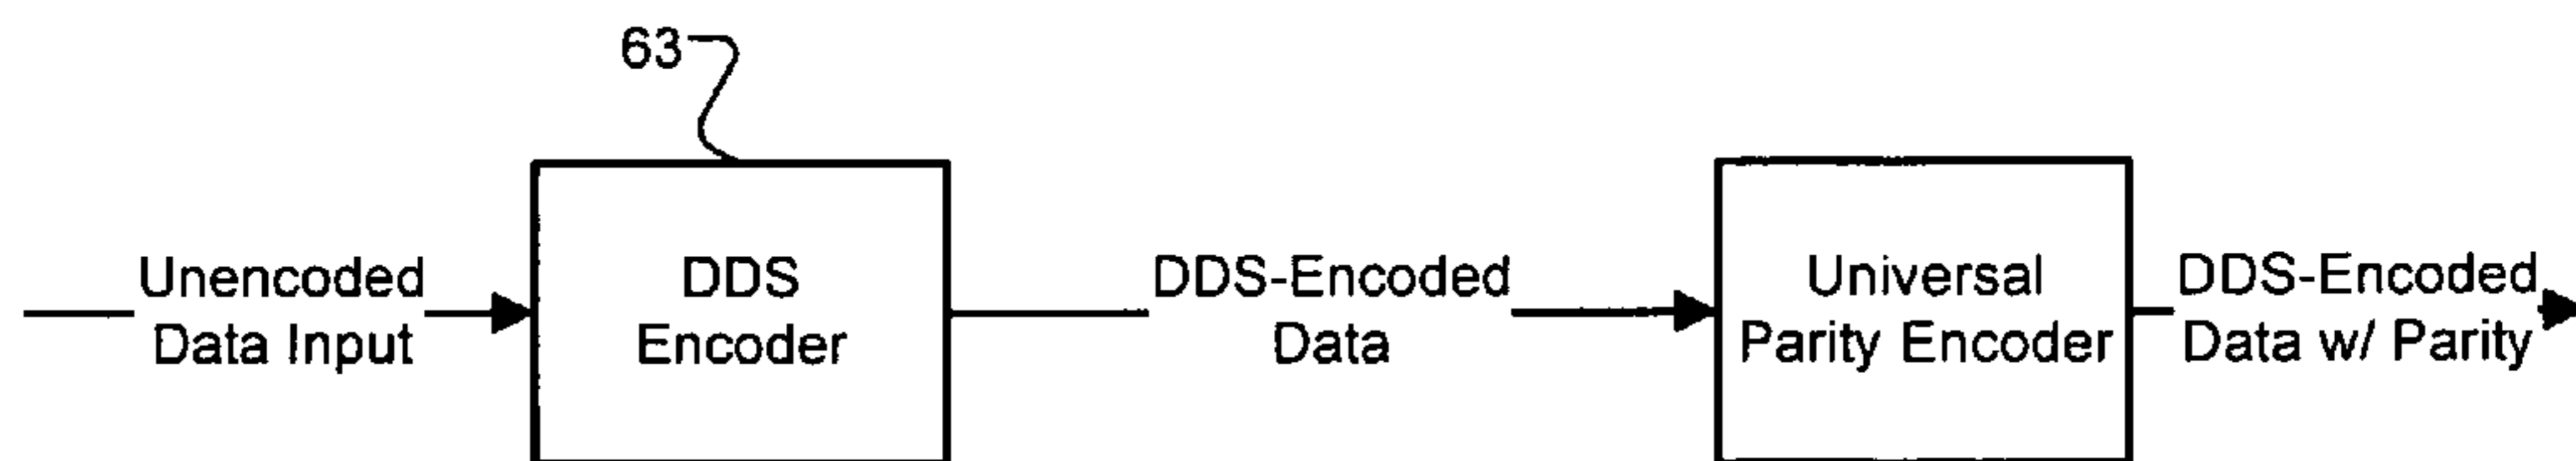 63
Unencoded
Data Input
DDS
Encoder
DDS-Encoded
Data
Universal
Parity Encoder
DDS-Encoded
Data w/ Parity